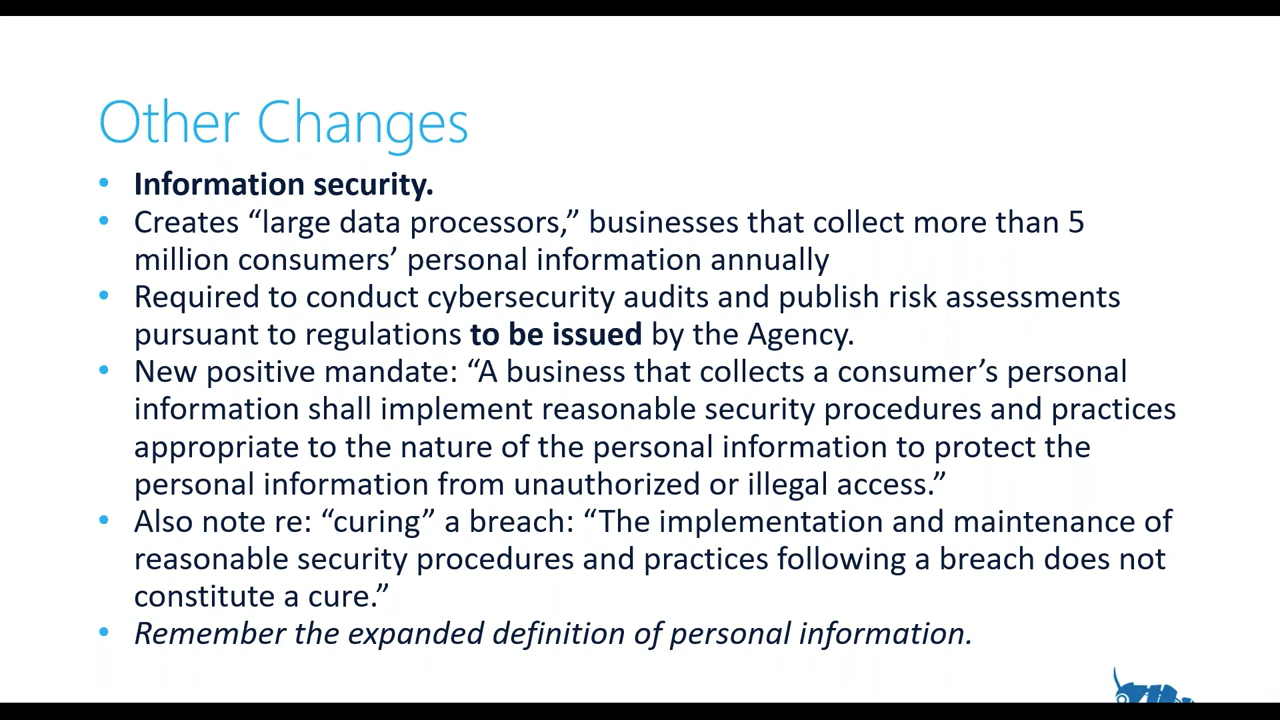 Other Changes
• Information security.
• Creates “large data processors,” businesses that collect more than 5
million consumers’ personal information annually
• Required to conduct cybersecurity audits and publish risk assessments
pursuant to regulations to be issued by the Agency.
• New positive mandate: “A business that collects a consumer’s personal
information shall implement reasonable security procedures and practices
appropriate to the nature of the personal information to protect the
personal information from unauthorized or illegal access.”
• Also note re: “curing” a breach: “The implementation and maintenance of
reasonable security procedures and practices following a breach does not
constitute a cure.”
• Remember the expanded definition of personal information.